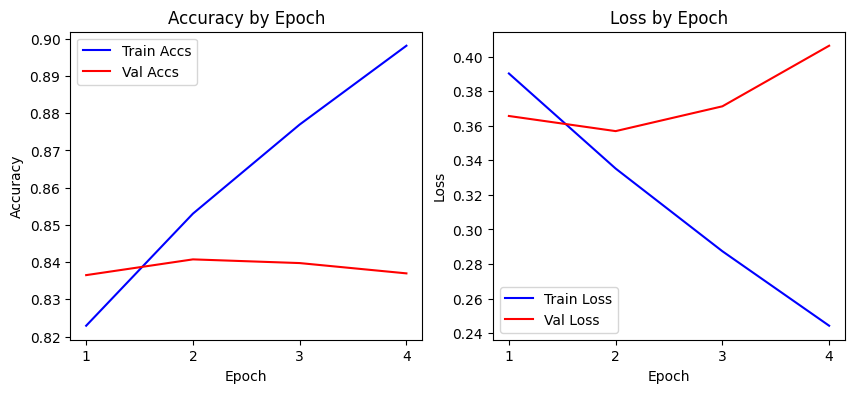 Accuracy by Epoch
0.90
0.89
0.88
0.87
0.86
0.85
0.84
0.83
0.82
Accuracy
Train Accs
Val Accs
1 2 3 4
Epoch
Loss by Epoch
0.40
0.38
0.36
0.34
0.32
0.30
0.28
0.26
0.24
Loss
Train Loss
Val Loss
1 2 3 4
Epoch